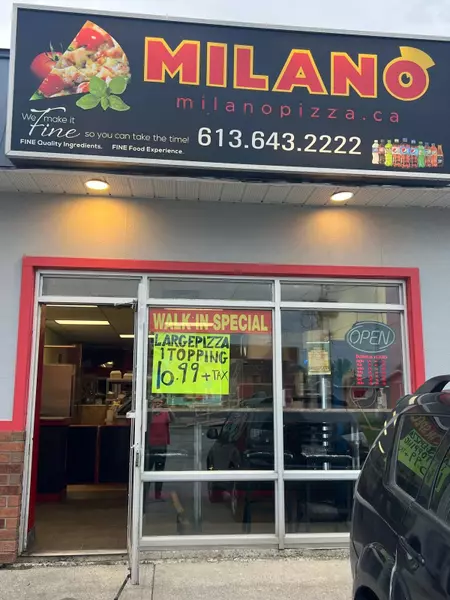 MILANO
milanopizza.ca
We make it
Fine so you can take the time!
FINE Quality Ingredients. FINE Food Experience.
613.643.2222
WALK IN SPECIAL
LARGE PIZZA
1 TOPPING
10.99 + TAX
OPEN